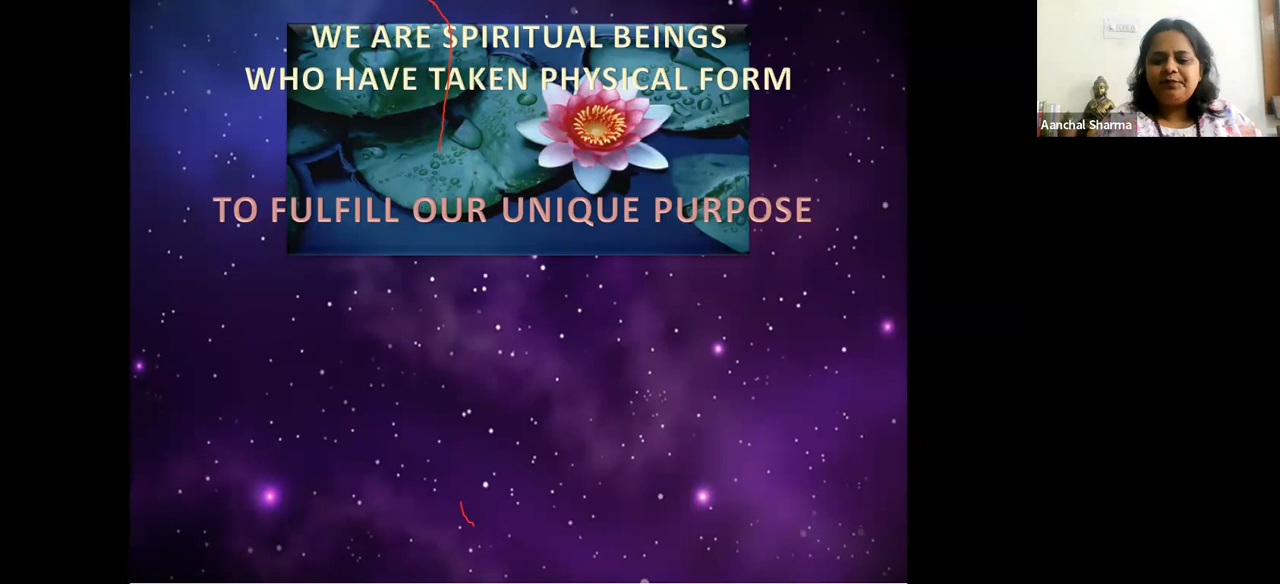 WE ARE SPIRITUAL BEINGS
WHO HAVE TAKEN PHYSICAL FORM
TO FULFILL OUR UNIQUE PURPOSE
Aanchal Sharma